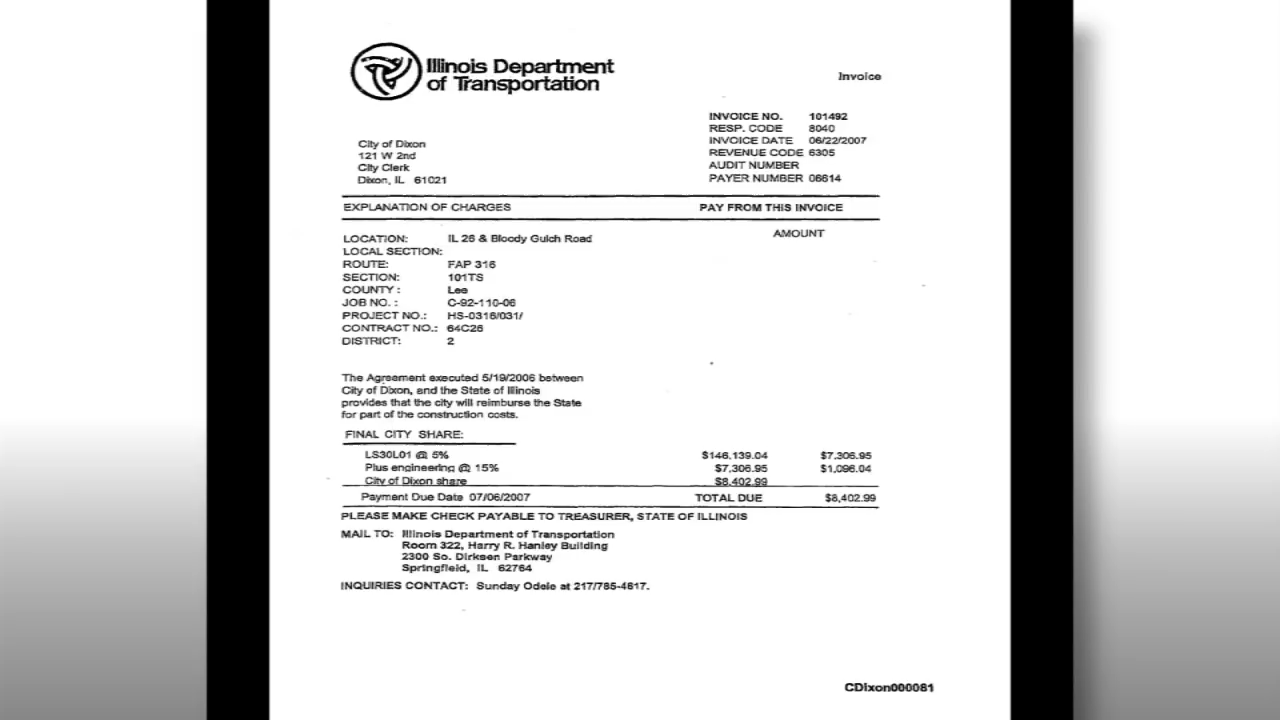 Illinois Department
of Transportation
Invoice
INVOICE NO. 101492
RESP. CODE 8040
INVOICE DATE 06/22/2007
REVENUE CODE 6305
AUDIT NUMBER
PAYER NUMBER 06614
City of Dixon
121 W 2nd
City Clerk
Dixon, IL 61021
EXPLANATION OF CHARGES PAY FROM THIS INVOICE
AMOUNT
LOCATION: IL 26 & Bloody Gulch Road
LOCAL SECTION:
ROUTE: FAP 316
SECTION: 101TS
COUNTY : Lee
JOB NO. : C-92-110-06
PROJECT NO.: HS-0316/031/
CONTRACT NO.: 64C26
DISTRICT: 2
The Agreement executed 5/19/2006 between
City of Dixon, and the State of Illinois
provides that the city will reimburse the State
for part of the construction costs.
FINAL CITY SHARE:
LS30L01 @ 5% $146,139.04 $7,306.95
Plus engineering @ 15% $7,306.95 $1,096.04
City of Dixon share $8,402.99
Payment Due Date 07/06/2007 TOTAL DUE $8,402.99
PLEASE MAKE CHECK PAYABLE TO TREASURER, STATE OF ILLINOIS
MAIL TO: Illinois Department of Transportation
Room 322, Harry R. Hanley Building
2300 So. Dirksen Parkway
Springfield, IL 62764
INQUIRIES CONTACT: Sunday Odele at 217/785-4617.
CDixon000081